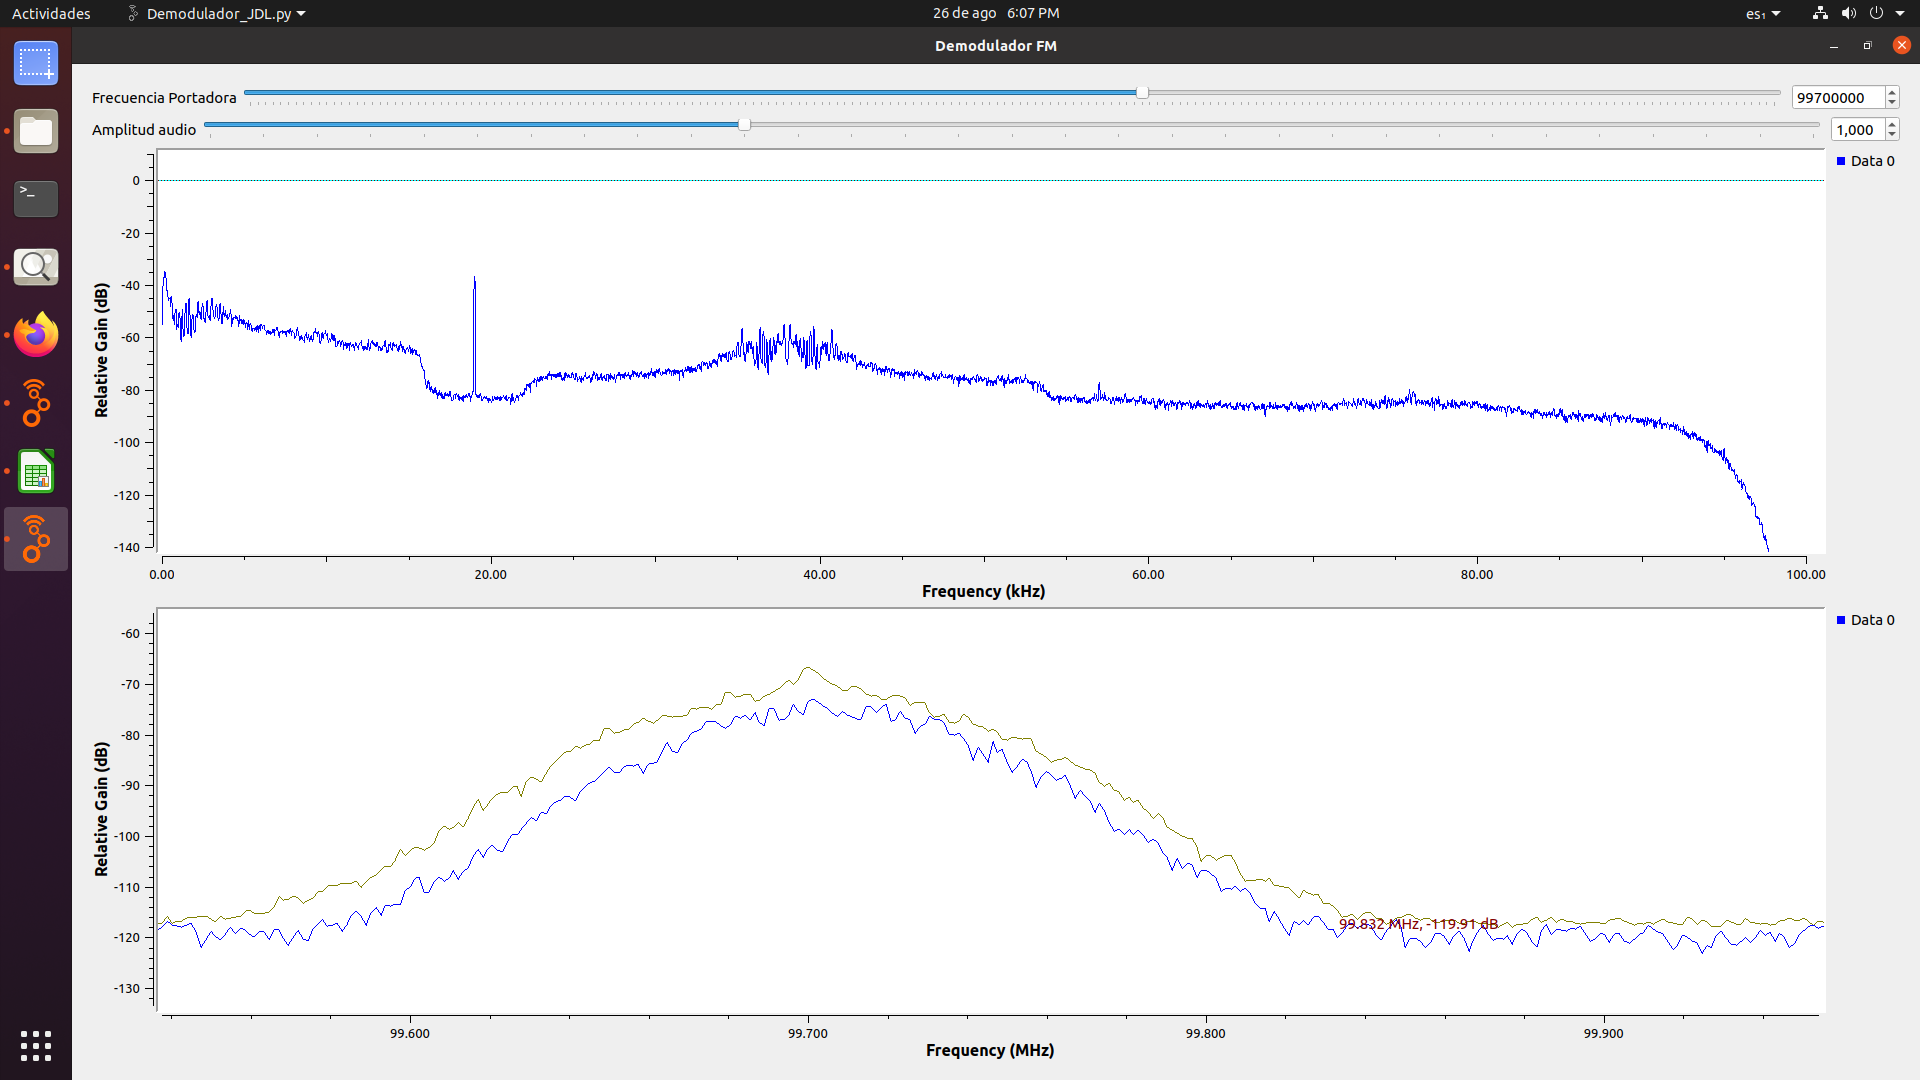 Actividades Demodulador_JDL.py 26 de ago 6:07 PM es₁
Demodulador FM
Frecuencia Portadora 99700000
Amplitud audio 1,000
Data 0
0
-20
-40
-60
-80
-100
-120
-140
Relative Gain (dB)
0.00 20.00 40.00 60.00 80.00 100.00
Frequency (kHz)
Data 0
-60
-70
-80
-90
-100
-110
-120
-130
Relative Gain (dB)
99.832 MHz, -119.91 dB
99.600 99.700 99.800 99.900
Frequency (MHz)